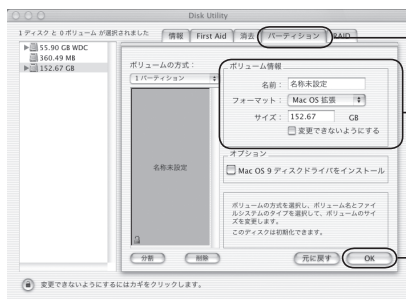 Disk Utility
1 ディスク と 0 ボリューム が選択されました
情報
First Aid
消去
パーティション
RAID
55.90 GB WDC
360.49 MB
152.67 GB
ボリュームの方式：
1 パーティション
名称未設定
分割
削除
ボリューム情報
名前： 名称未設定
フォーマット： Mac OS 拡張
サイズ： 152.67 GB
変更できないようにする
オプション
Mac OS 9 ディスクドライバをインストール
ボリュームの方式を選択し、ボリューム名とファイ
ルシステムのタイプを選択して、ボリュームのサイ
ズを変更します。
このディスクは初期化できます。
元に戻す
OK
変更できないようにするにはカギをクリックします。